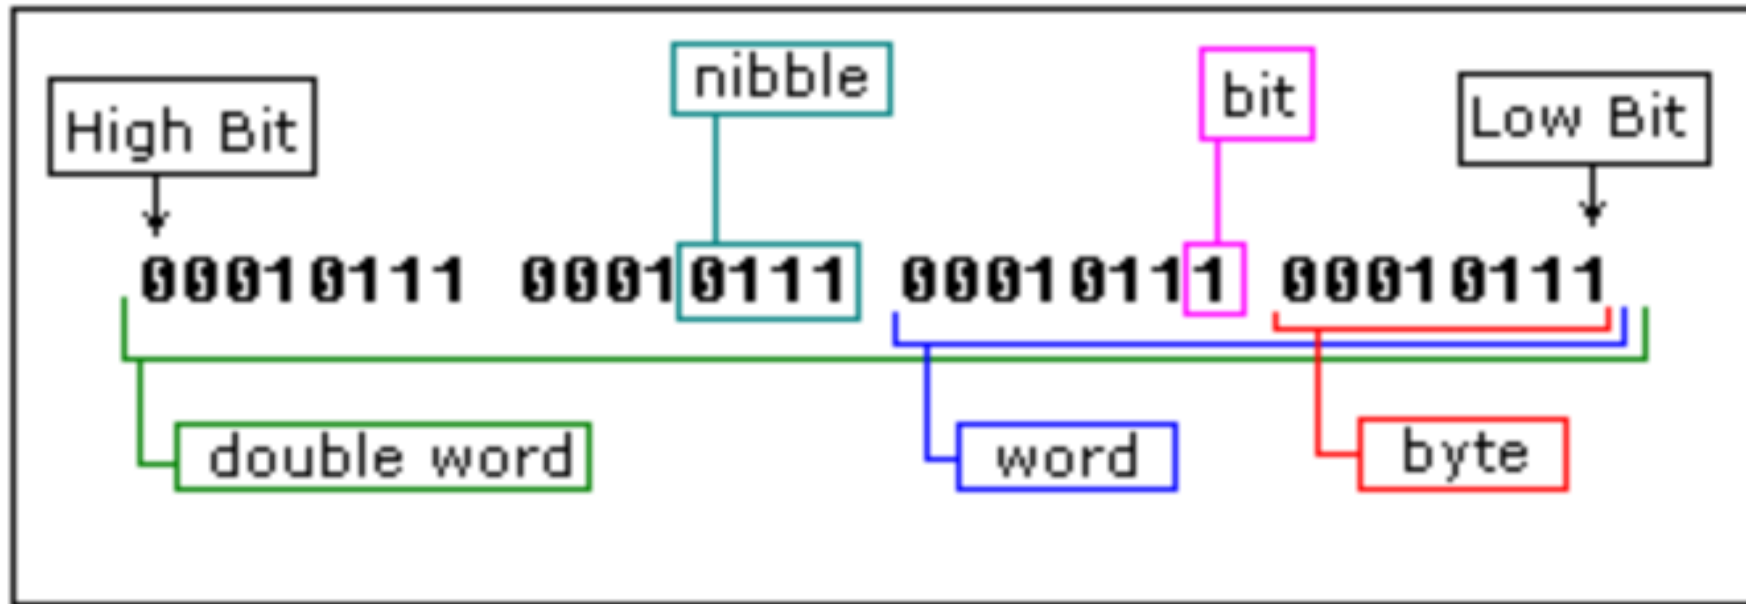 nibble
bit
High Bit
Low Bit
00010111 00010111 00010111 00010111
double word
word
byte